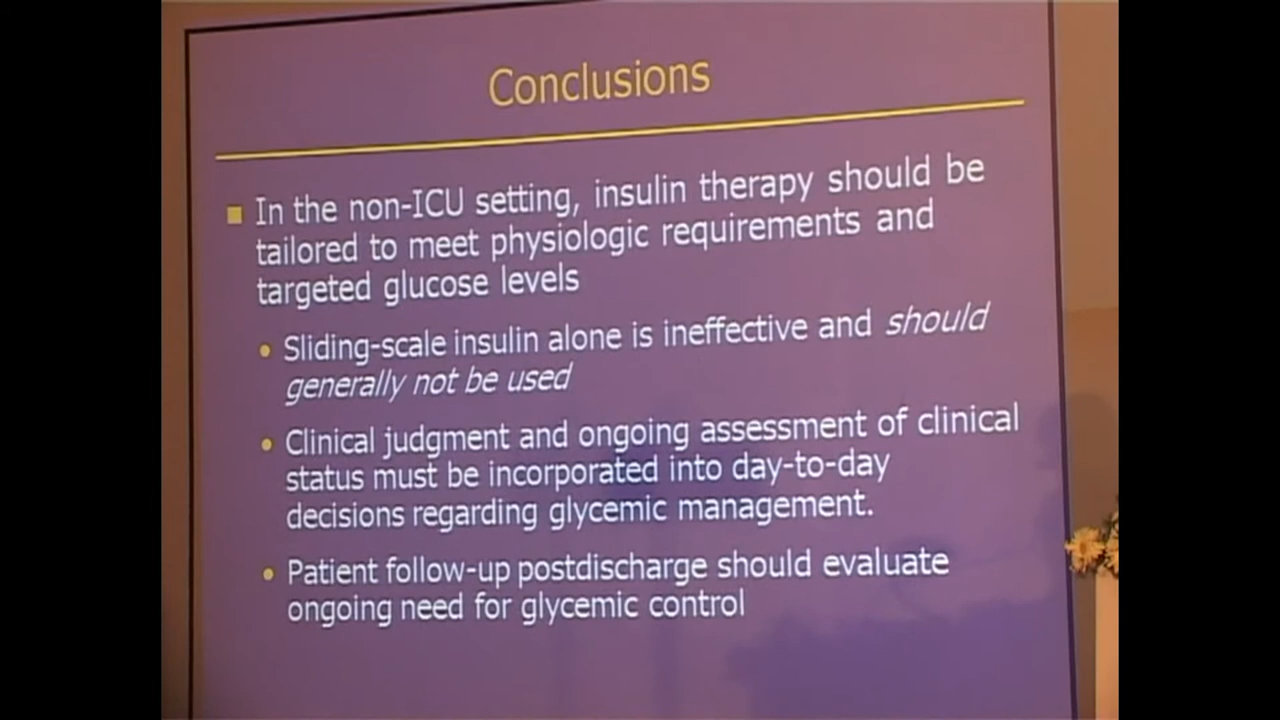 Conclusions
In the non-ICU setting, insulin therapy should be
tailored to meet physiologic requirements and
targeted glucose levels
Sliding-scale insulin alone is ineffective and should
generally not be used
Clinical judgment and ongoing assessment of clinical
status must be incorporated into day-to-day
decisions regarding glycemic management.
Patient follow-up postdischarge should evaluate
ongoing need for glycemic control